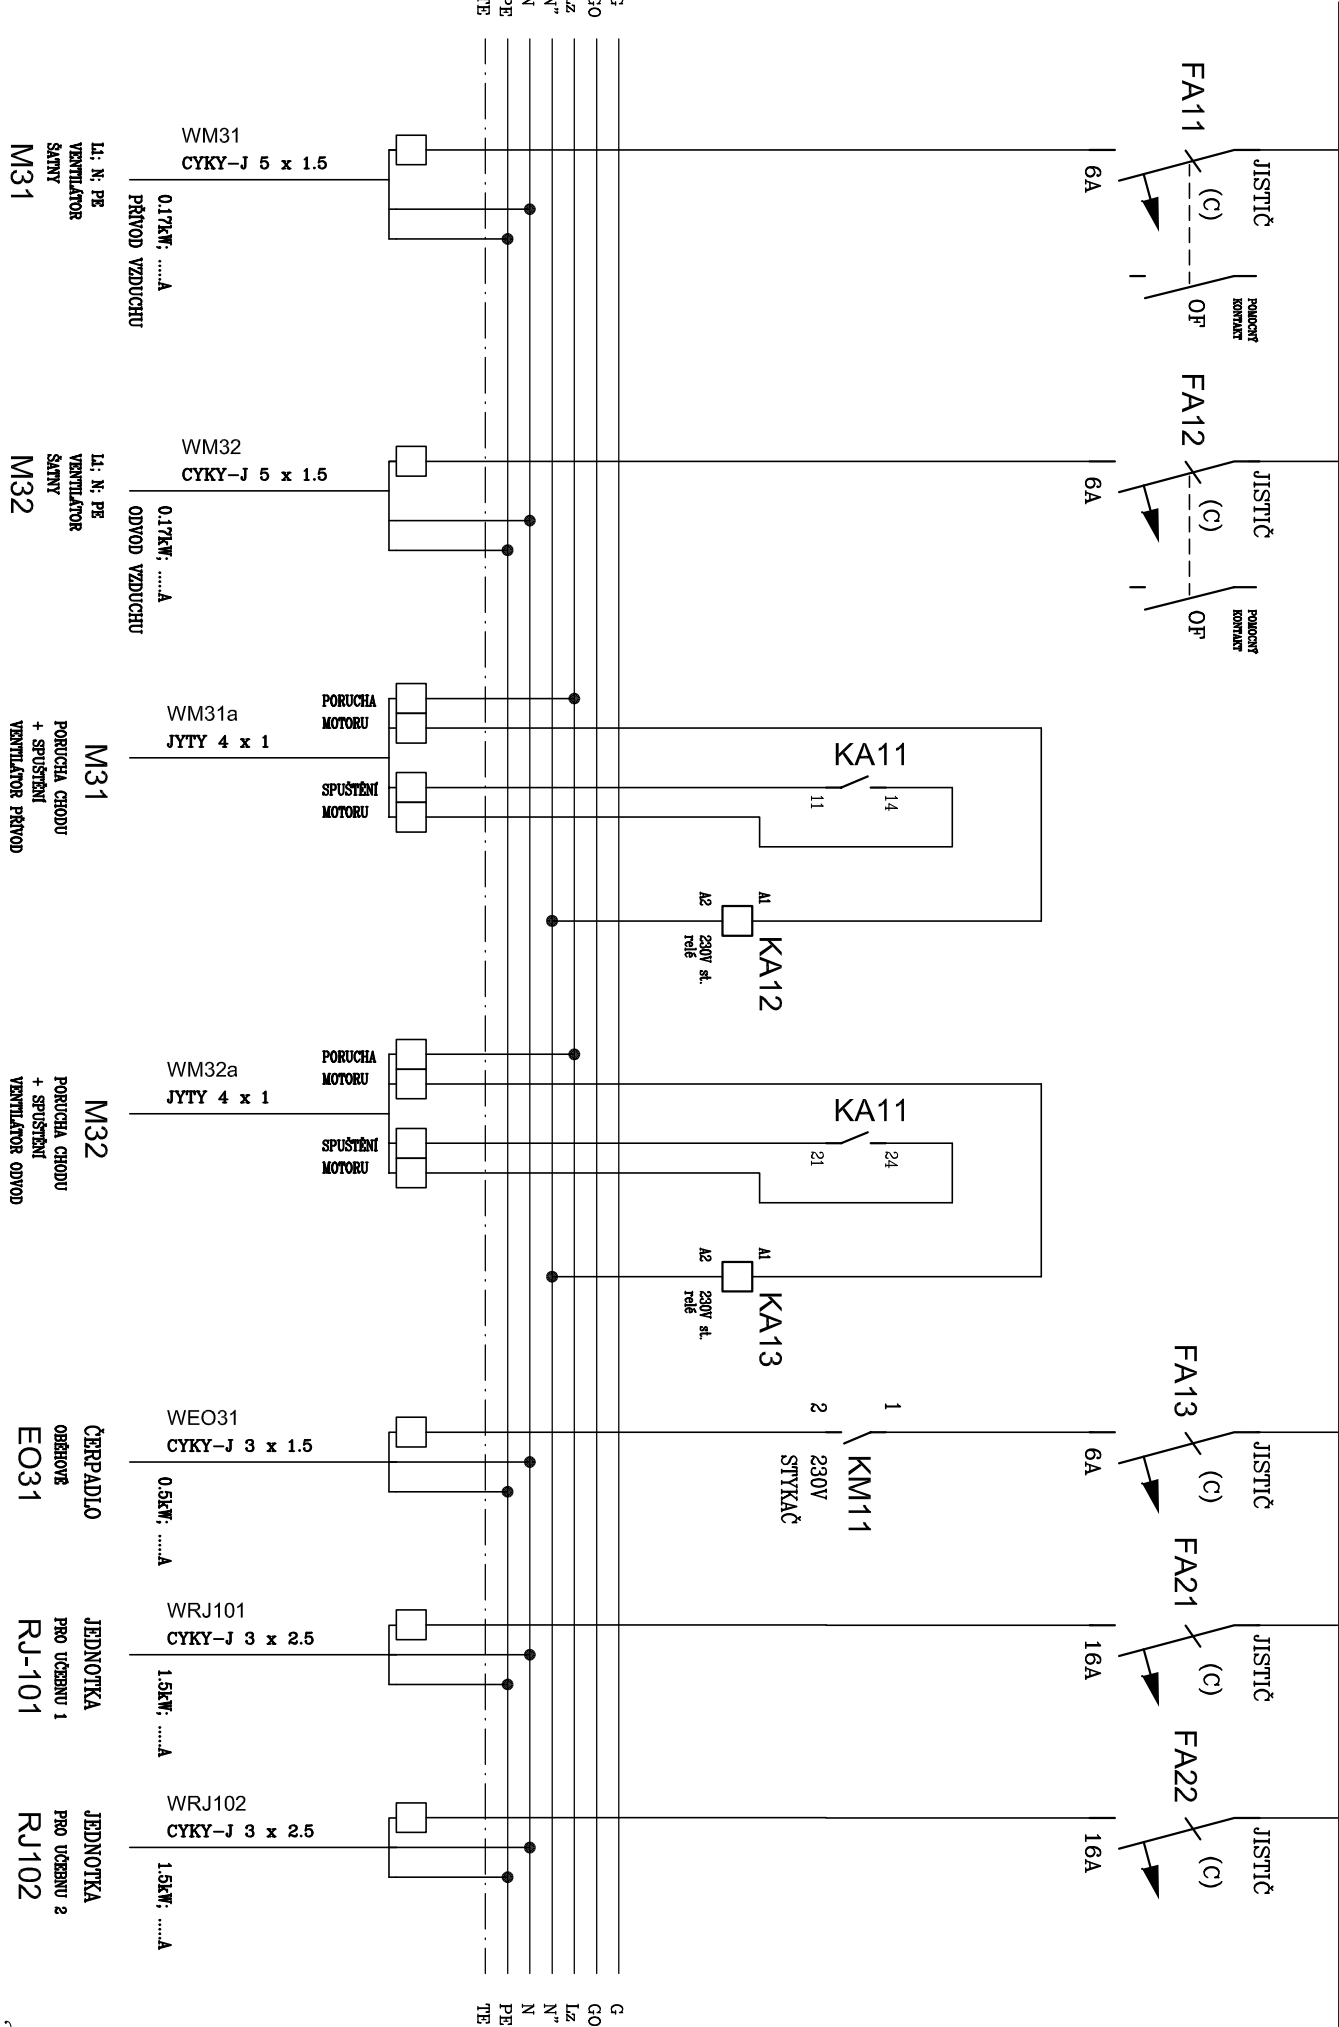 FA11
JISTIČ
(C)
6A
POMOCNÝ
KONTAKT
OF
FA12
JISTIČ
(C)
6A
POMOCNÝ
KONTAKT
OF
FA13
JISTIČ
(C)
6A
FA21
JISTIČ
(C)
16A
FA22
JISTIČ
(C)
16A
KA11
11
14
A1
A2
KA12
230V st.
relé
KA11
21
24
A1
A2
KA13
230V st.
relé
1
2
KM11
230V
STYKAČ
GO
Lz
N"
N
PE
TE
G
GO
Lz
N"
N
PE
TE
PORUCHA
MOTORU
SPUŠTĚNÍ
MOTORU
PORUCHA
MOTORU
SPUŠTĚNÍ
MOTORU
WM31
CYKY-J 5 x 1.5
0.17kW; .....A
PŘÍVOD VZDUCHU
L1; N; PE
VENTILÁTOR
ŠATNY
M31
WM32
CYKY-J 5 x 1.5
0.17kW; .....A
ODVOD VZDUCHU
L1; N; PE
VENTILÁTOR
ŠATNY
M32
WM31a
JYTY 4 x 1
M31
PORUCHA CHODU
+ SPUŠTĚNÍ
VENTILÁTOR PŘÍVOD
WM32a
JYTY 4 x 1
M32
PORUCHA CHODU
+ SPUŠTĚNÍ
VENTILÁTOR ODVOD
WEO31
CYKY-J 3 x 1.5
0.5kW; .....A
ČERPADLO
OBĚHOVÉ
EO31
WRJ101
CYKY-J 3 x 2.5
1.5kW; .....A
JEDNOTKA
PRO UČEBNU 1
RJ-101
WRJ102
CYKY-J 3 x 2.5
1.5kW; .....A
JEDNOTKA
PRO UČEBNU 2
RJ102